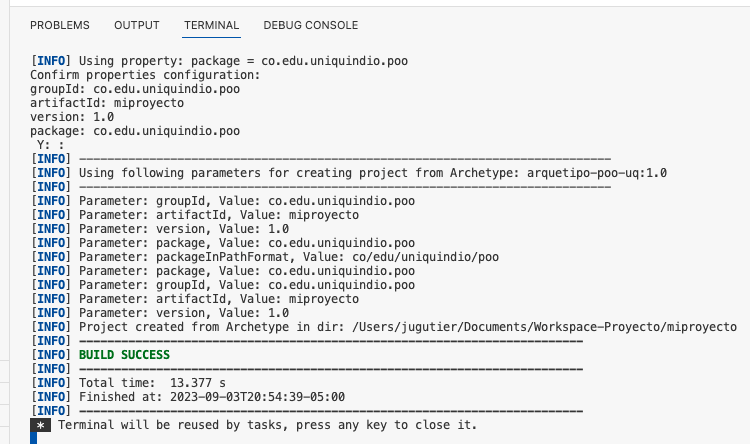 PROBLEMS OUTPUT TERMINAL DEBUG CONSOLE
[INFO] Using property: package = co.edu.uniquindio.poo
Confirm properties configuration:
groupId: co.edu.uniquindio.poo
artifactId: miproyecto
version: 1.0
package: co.edu.uniquindio.poo
 Y: :
[INFO] ----------------------------------------------------------------------------
[INFO] Using following parameters for creating project from Archetype: arquetipo-poo-uq:1.0
[INFO] ----------------------------------------------------------------------------
[INFO] Parameter: groupId, Value: co.edu.uniquindio.poo
[INFO] Parameter: artifactId, Value: miproyecto
[INFO] Parameter: version, Value: 1.0
[INFO] Parameter: package, Value: co.edu.uniquindio.poo
[INFO] Parameter: packageInPathFormat, Value: co/edu/uniquindio/poo
[INFO] Parameter: package, Value: co.edu.uniquindio.poo
[INFO] Parameter: groupId, Value: co.edu.uniquindio.poo
[INFO] Parameter: artifactId, Value: miproyecto
[INFO] Parameter: version, Value: 1.0
[INFO] Project created from Archetype in dir: /Users/jugutier/Documents/Workspace-Proyecto/miproyecto
[INFO] ------------------------------------------------------------------------
[INFO] BUILD SUCCESS
[INFO] ------------------------------------------------------------------------
[INFO] Total time:  13.377 s
[INFO] Finished at: 2023-09-03T20:54:39-05:00
[INFO] ------------------------------------------------------------------------
 * Terminal will be reused by tasks, press any key to close it.